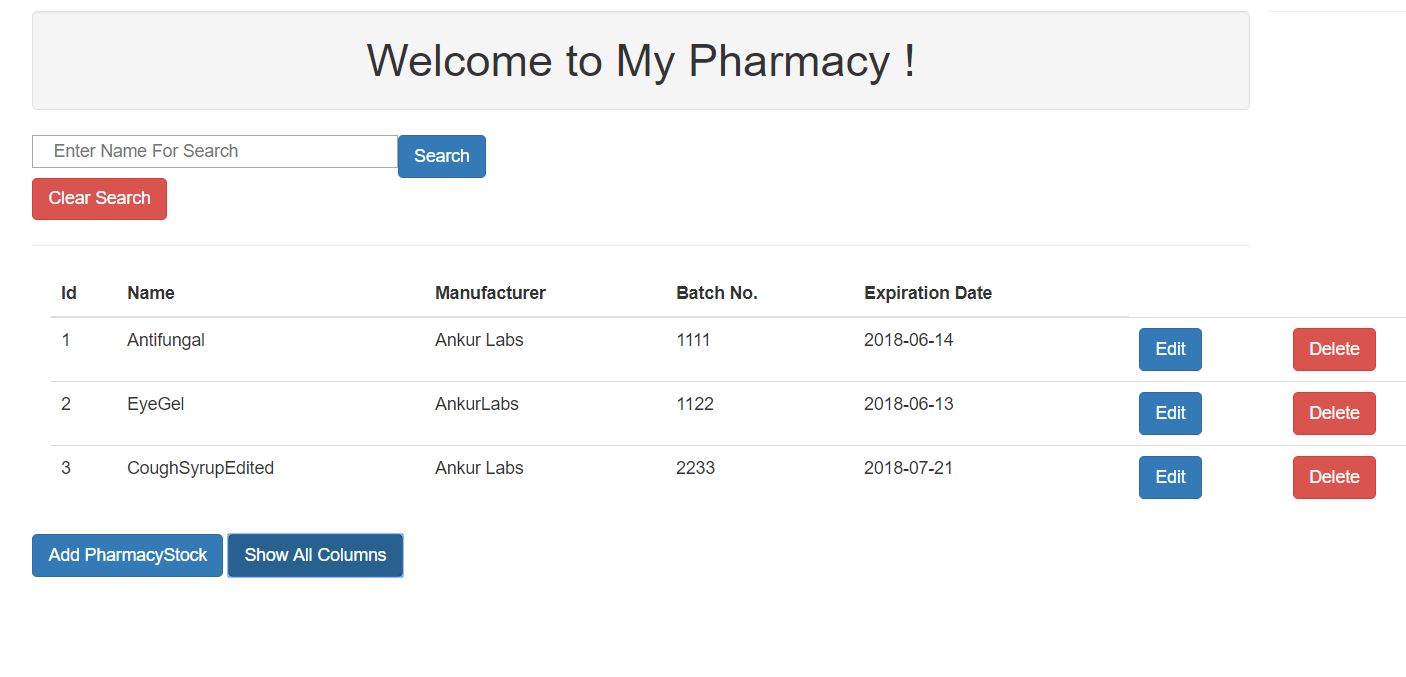 Welcome to My Pharmacy !
Enter Name For Search Search
Clear Search
Id Name Manufacturer Batch No. Expiration Date
1 Antifungal Ankur Labs 1111 2018-06-14 Edit Delete
2 EyeGel AnkurLabs 1122 2018-06-13 Edit Delete
3 CoughSyrupEdited Ankur Labs 2233 2018-07-21 Edit Delete
Add PharmacyStock Show All Columns